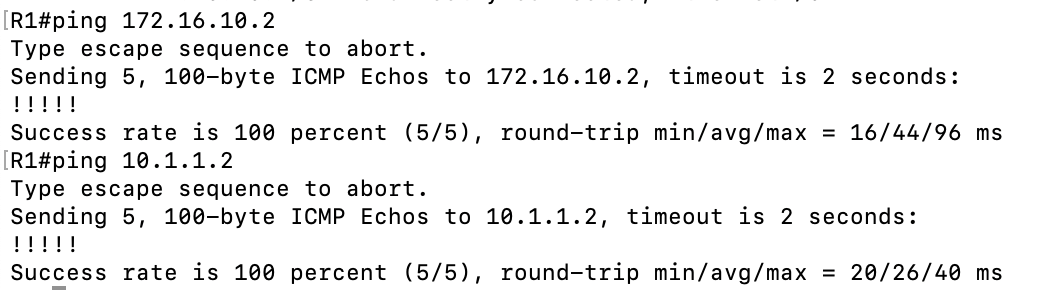 R1#ping 172.16.10.2
Type escape sequence to abort.
Sending 5, 100-byte ICMP Echos to 172.16.10.2, timeout is 2 seconds:
!!!!!
Success rate is 100 percent (5/5), round-trip min/avg/max = 16/44/96 ms
R1#ping 10.1.1.2
Type escape sequence to abort.
Sending 5, 100-byte ICMP Echos to 10.1.1.2, timeout is 2 seconds:
!!!!!
Success rate is 100 percent (5/5), round-trip min/avg/max = 20/26/40 ms